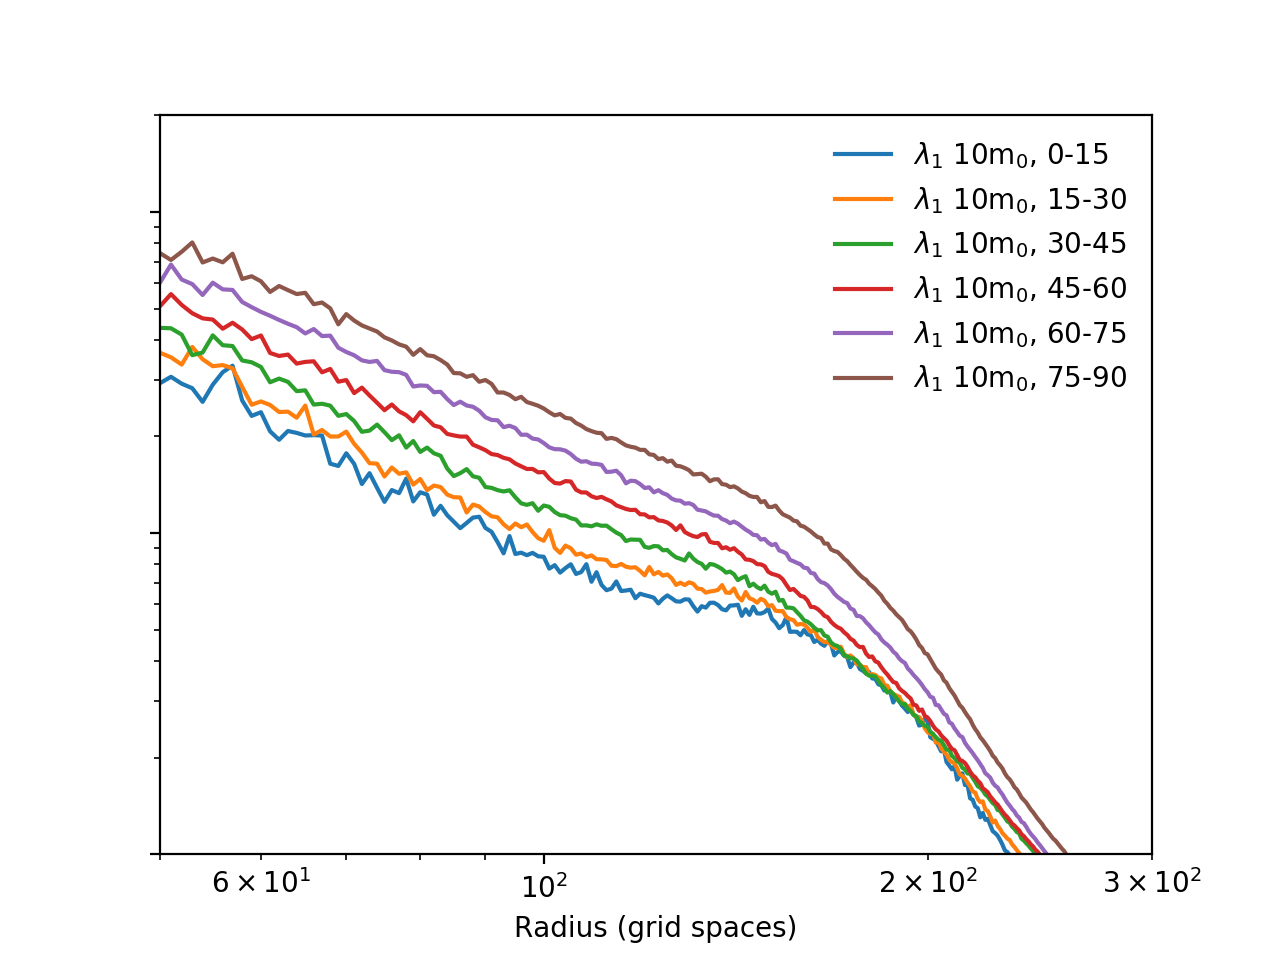 λ₁ 10m₀, 0-15
λ₁ 10m₀, 15-30
λ₁ 10m₀, 30-45
λ₁ 10m₀, 45-60
λ₁ 10m₀, 60-75
λ₁ 10m₀, 75-90
6 × 10¹ 10² 2 × 10² 3 × 10²
Radius (grid spaces)